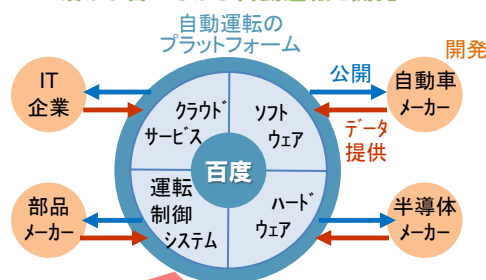 自動運転の
プラットフォーム
IT
企業
公開
開発
自動車
メーカー
データ
提供
クラウド
サービス
ソフト
ウェア
百度
運転
制御
システム
ハード
ウェア
部品
メーカー
半導体
メーカー